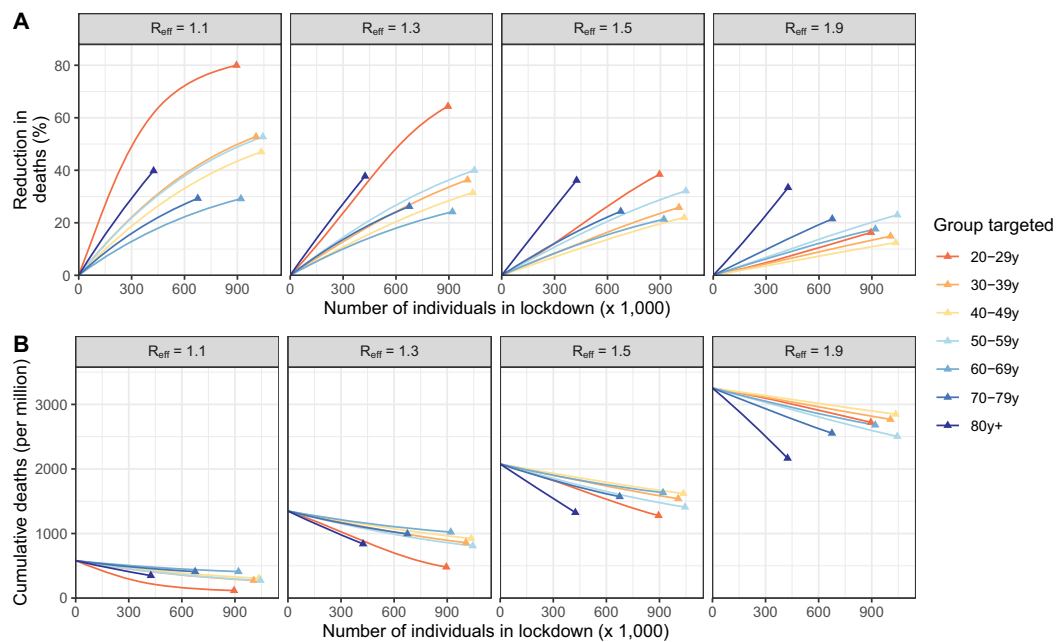 A
R_eff = 1.1
R_eff = 1.3
R_eff = 1.5
R_eff = 1.9
Reduction in
deaths (%)
80
60
40
20
0
0 300 600 900
0 300 600 900
0 300 600 900
0 300 600 900
Number of individuals in lockdown (x 1,000)
B
R_eff = 1.1
R_eff = 1.3
R_eff = 1.5
R_eff = 1.9
Cumulative deaths (per million)
3000
2000
1000
0
0 300 600 900
0 300 600 900
0 300 600 900
0 300 600 900
Number of individuals in lockdown (x 1,000)
Group targeted
20−29y
30−39y
40−49y
50−59y
60−69y
70−79y
80y+